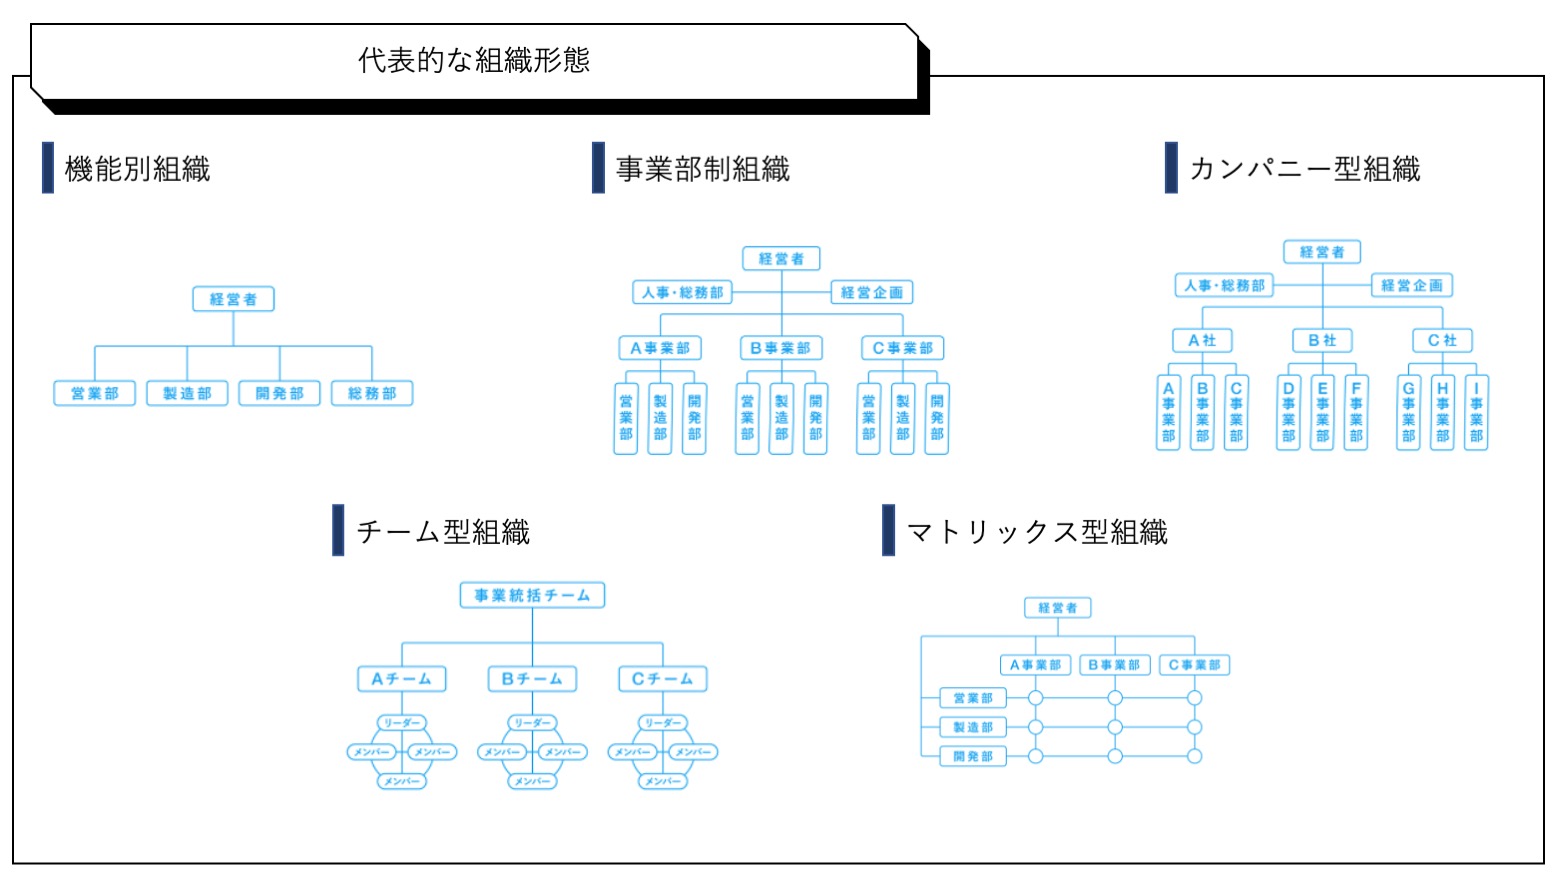 代表的な組織形態
機能別組織
経営者
営業部
製造部
開発部
総務部
事業部制組織
経営者
人事・総務部
経営企画
A事業部
B事業部
C事業部
営業部
製造部
開発部
営業部
製造部
開発部
営業部
製造部
開発部
カンパニー型組織
経営者
人事・総務部
経営企画
A社
B社
C社
A事業部
B事業部
C事業部
D事業部
E事業部
F事業部
G事業部
H事業部
I事業部
チーム型組織
事業統括チーム
Aチーム
Bチーム
Cチーム
リーダー
メンバー
メンバー
メンバー
リーダー
メンバー
メンバー
メンバー
リーダー
メンバー
メンバー
メンバー
マトリックス型組織
経営者
A事業部
B事業部
C事業部
営業部
製造部
開発部